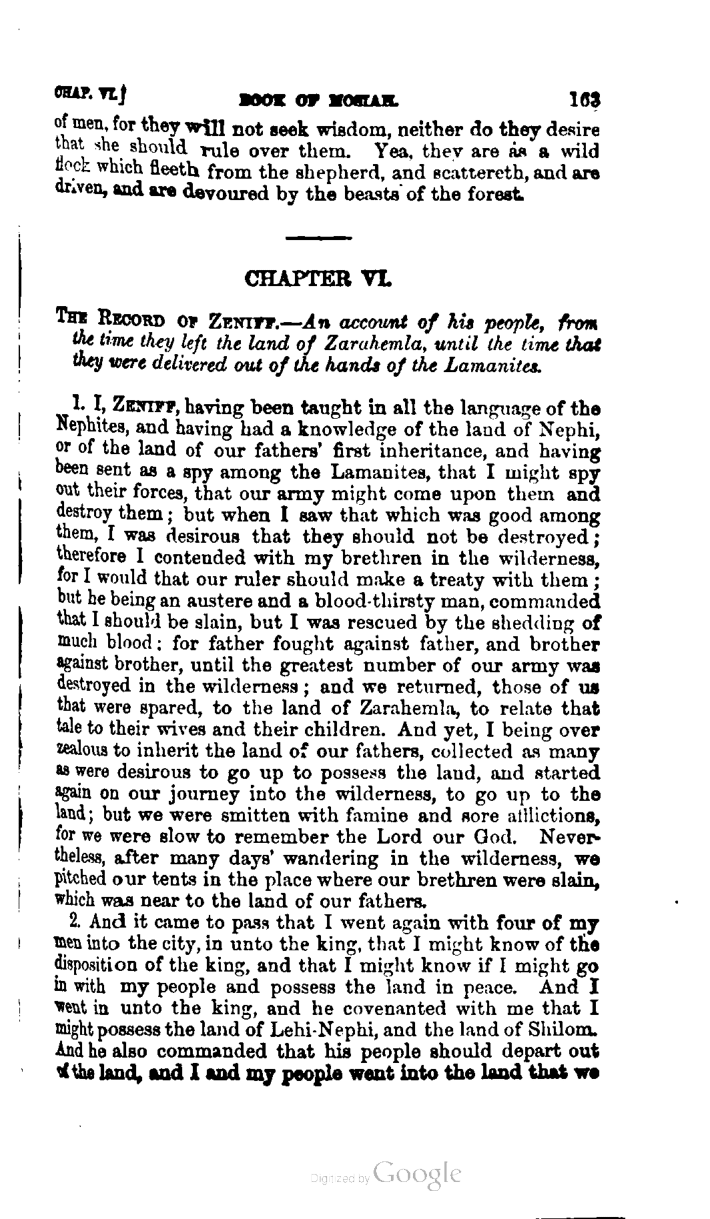 CHAP. VI.] BOOK OF MOSIAH. 163
of men, for they will not seek wisdom, neither do they desire
that she should rule over them. Yea, they are as a wild
flock which fleeth from the shepherd, and scattereth, and are
driven, and are devoured by the beasts of the forest.
CHAPTER VI.
THE RECORD OF ZENIFF.—An account of his people, from
the time they left the land of Zarahemla, until the time that
they were delivered out of the hands of the Lamanites.
1. I, ZENIFF, having been taught in all the language of the
Nephites, and having had a knowledge of the land of Nephi,
or of the land of our fathers' first inheritance, and having
been sent as a spy among the Lamanites, that I might spy
out their forces, that our army might come upon them and
destroy them; but when I saw that which was good among
them, I was desirous that they should not be destroyed;
therefore I contended with my brethren in the wilderness,
for I would that our ruler should make a treaty with them;
but he being an austere and a blood-thirsty man, commanded
that I should be slain, but I was rescued by the shedding of
much blood: for father fought against father, and brother
against brother, until the greatest number of our army was
destroyed in the wilderness; and we returned, those of us
that were spared, to the land of Zarahemla, to relate that
tale to their wives and their children. And yet, I being over
zealous to inherit the land of our fathers, collected as many
as were desirous to go up to possess the land, and started
again on our journey into the wilderness, to go up to the
land; but we were smitten with famine and sore afflictions,
for we were slow to remember the Lord our God. Never-
theless, after many days' wandering in the wilderness, we
pitched our tents in the place where our brethren were slain,
which was near to the land of our fathers.
2. And it came to pass that I went again with four of my
men into the city, in unto the king, that I might know of the
disposition of the king, and that I might know if I might go
in with my people and possess the land in peace. And I
went in unto the king, and he covenanted with me that I
might possess the land of Lehi-Nephi, and the land of Shilom.
And he also commanded that his people should depart out
of the land, and I and my people went into the land that we
Digitized by Google